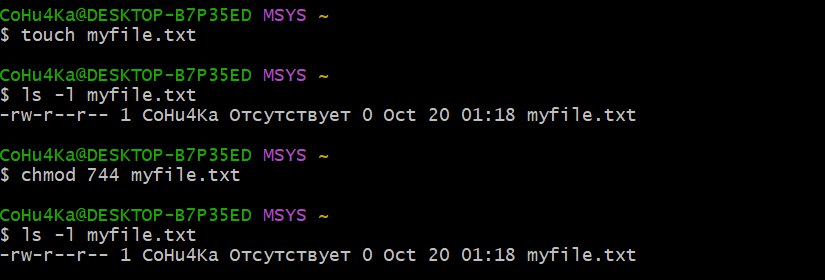 CoHu4Ka@DESKTOP-B7P35ED MSYS ~
$ touch myfile.txt
CoHu4Ka@DESKTOP-B7P35ED MSYS ~
$ ls -l myfile.txt
-rw-r--r-- 1 CoHu4Ka Отсутствует 0 Oct 20 01:18 myfile.txt
CoHu4Ka@DESKTOP-B7P35ED MSYS ~
$ chmod 744 myfile.txt
CoHu4Ka@DESKTOP-B7P35ED MSYS ~
$ ls -l myfile.txt
-rw-r--r-- 1 CoHu4Ka Отсутствует 0 Oct 20 01:18 myfile.txt